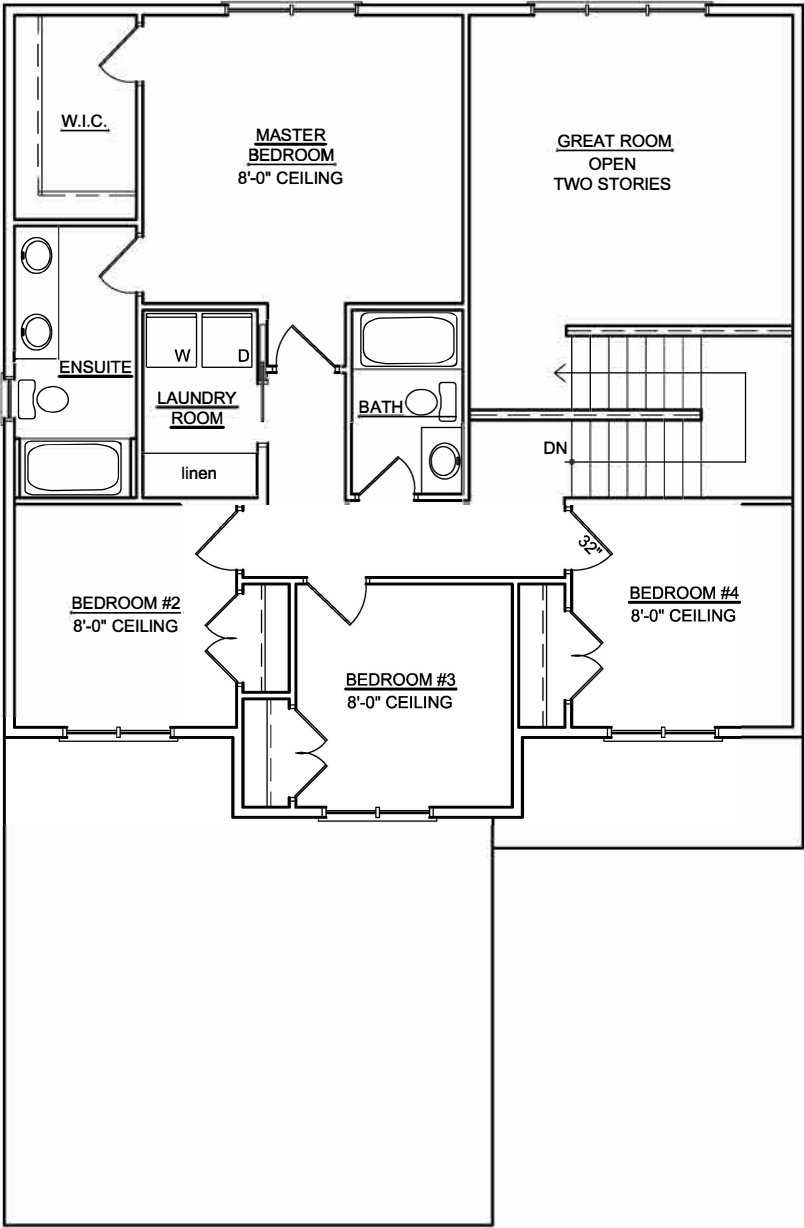 W.I.C.
MASTER
BEDROOM
8'-0" CEILING
GREAT ROOM
OPEN
TWO STORIES
W
D
ENSUITE
LAUNDRY
ROOM
BATH
linen
DN
32"
BEDROOM #2
8'-0" CEILING
BEDROOM #3
8'-0" CEILING
BEDROOM #4
8'-0" CEILING